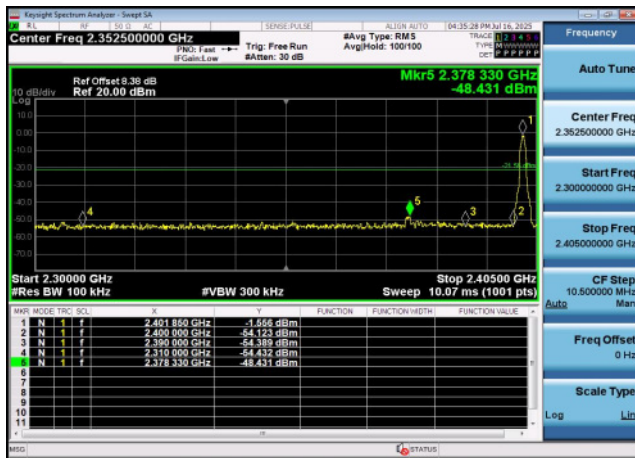 Keysight Spectrum Analyzer - Swept SA
RL RF 50 Ω AC SENSE:PULSE ALIGN AUTO 04:35:28 PM Jul 16, 2025
Center Freq 2.352500000 GHz
PNO: Fast
IFGain:Low
Trig: Free Run
#Atten: 30 dB
#Avg Type: RMS
Avg|Hold: 100/100
TRACE 1 2 3 4 5 6
TYPE M W W W W W
DET P P P P P P
Ref Offset 8.38 dB
Ref 20.00 dBm
Mkr5 2.378 330 GHz
-48.431 dBm
10 dB/div
Log
10.0
0.00
-10.0
-20.0
-30.0
-40.0
-50.0
-60.0
-70.0
1
2
3
4
5
Start 2.30000 GHz
#Res BW 100 kHz
#VBW 300 kHz
Stop 2.40500 GHz
Sweep 10.07 ms (1001 pts)
MKR MODE TRC SCL X Y FUNCTION FUNCTION WIDTH FUNCTION VALUE
1 N 1 f 2.401 850 GHz -1.556 dBm
2 N 1 f 2.400 000 GHz -54.123 dBm
3 N 1 f 2.390 000 GHz -54.389 dBm
4 N 1 f 2.310 000 GHz -54.432 dBm
5 N 1 f 2.378 330 GHz -48.431 dBm
6
7
8
9
10
11
MSG
STATUS
Frequency
Auto Tune
Center Freq
2.352500000 GHz
Start Freq
2.300000000 GHz
Stop Freq
2.405000000 GHz
CF Step
10.500000 MHz
Auto Man
Freq Offset
0 Hz
Scale Type
Log Lin